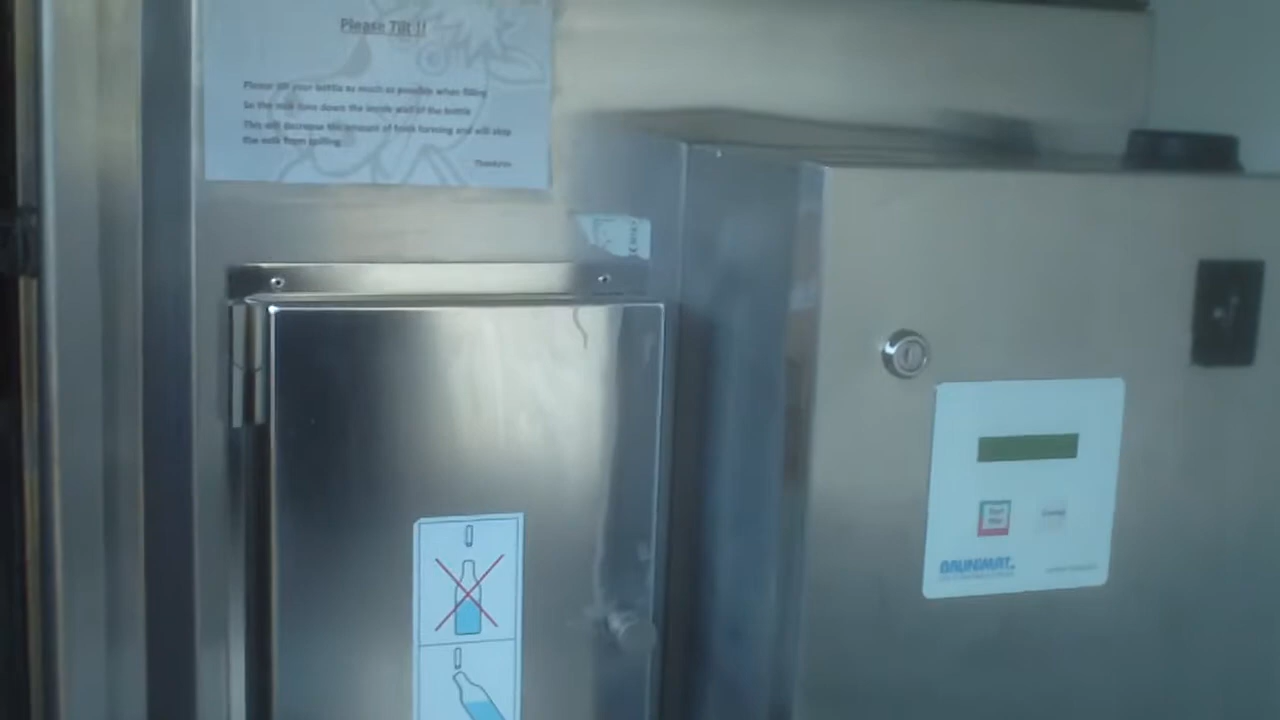 Please Tilt !!
Please tilt your bottle as much as possible when filling
So the milk runs down the inside wall of the bottle
This will decrease the amount of froth forming and will stop
the milk from spilling
Thankyou
Start
Stop
BRUNIMAT